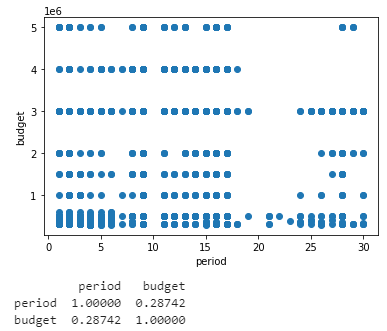 1e6
5
4
3
2
1
budget
0 5 10 15 20 25 30
period
period budget
period 1.00000 0.28742
budget 0.28742 1.00000